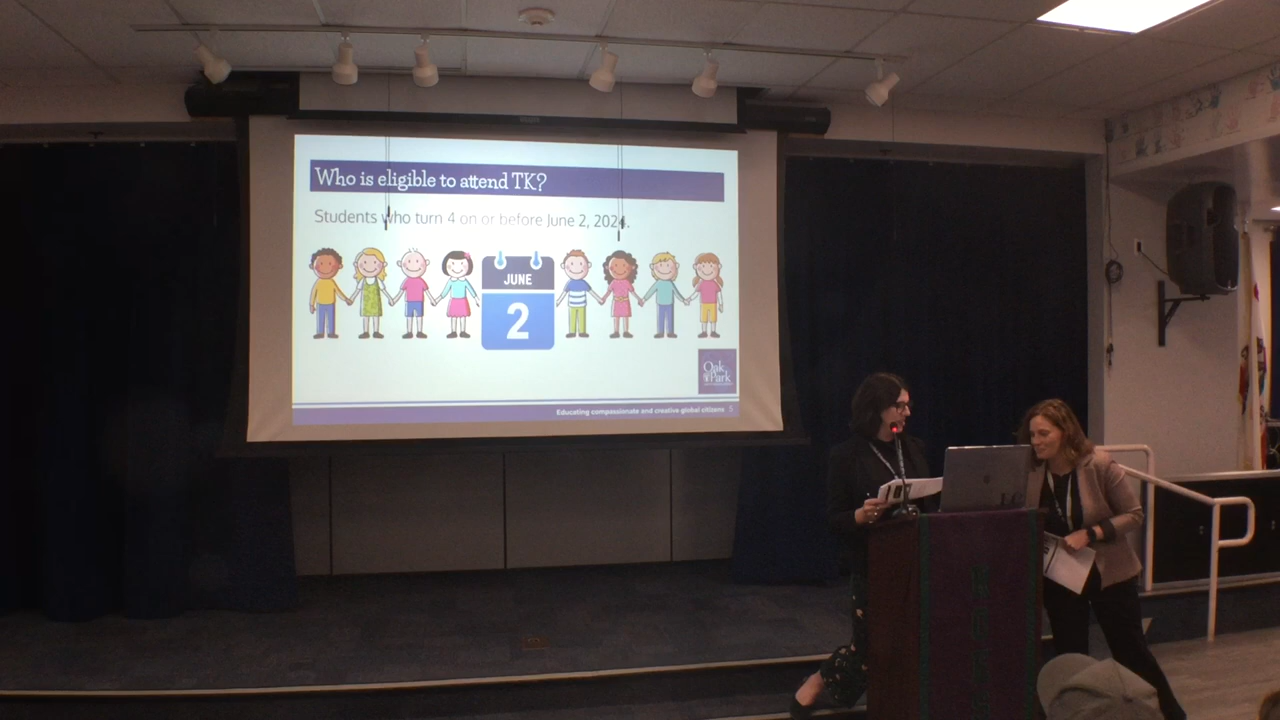 Who is eligible to attend TK?
Students who turn 4 on or before June 2, 2024.
JUNE
2
Oak
Park
Educating compassionate and creative global citizens 5